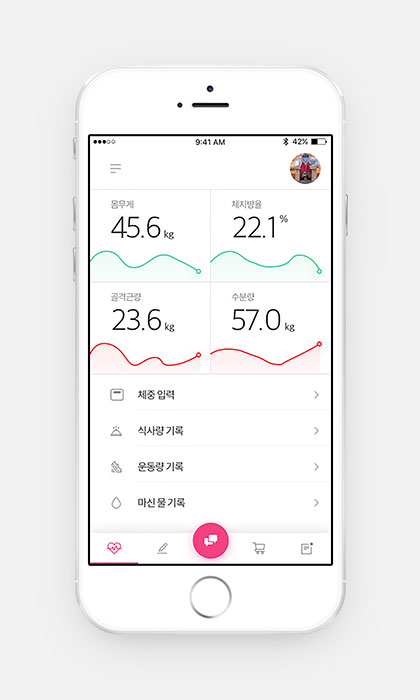 9:41 AM
42%
몸무게
45.6 kg
체지방율
22.1 %
골격근량
23.6 kg
수분량
57.0 kg
체중 입력
식사량 기록
운동량 기록
마신 물 기록